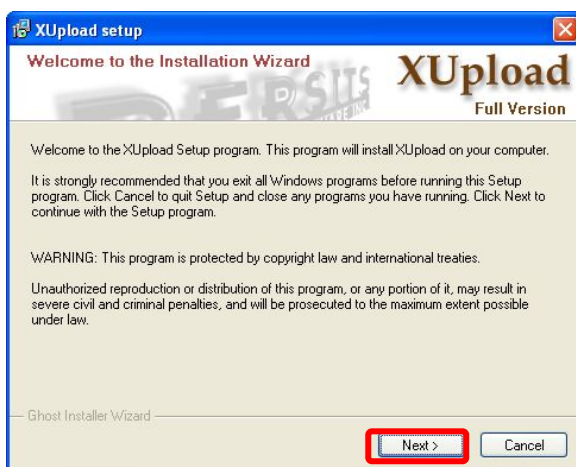 XUpload setup
Welcome to the Installation Wizard
XUpload
Full Version
Welcome to the XUpload Setup program. This program will install XUpload on your computer.
It is strongly recommended that you exit all Windows programs before running this Setup
program. Click Cancel to quit Setup and close any programs you have running. Click Next to
continue with the Setup program.
WARNING: This program is protected by copyright law and international treaties.
Unauthorized reproduction or distribution of this program, or any portion of it, may result in
severe civil and criminal penalties, and will be prosecuted to the maximum extent possible
under law.
Ghost Installer Wizard
Next >
Cancel